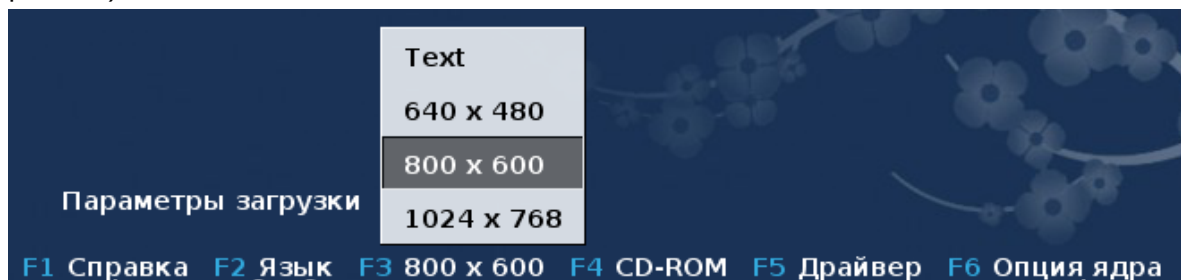 Text
640 x 480
800 x 600
Параметры загрузки
1024 x 768
F1 Справка F2 Язык F3 800 x 600 F4 CD-ROM F5 Драйвер F6 Опция ядра